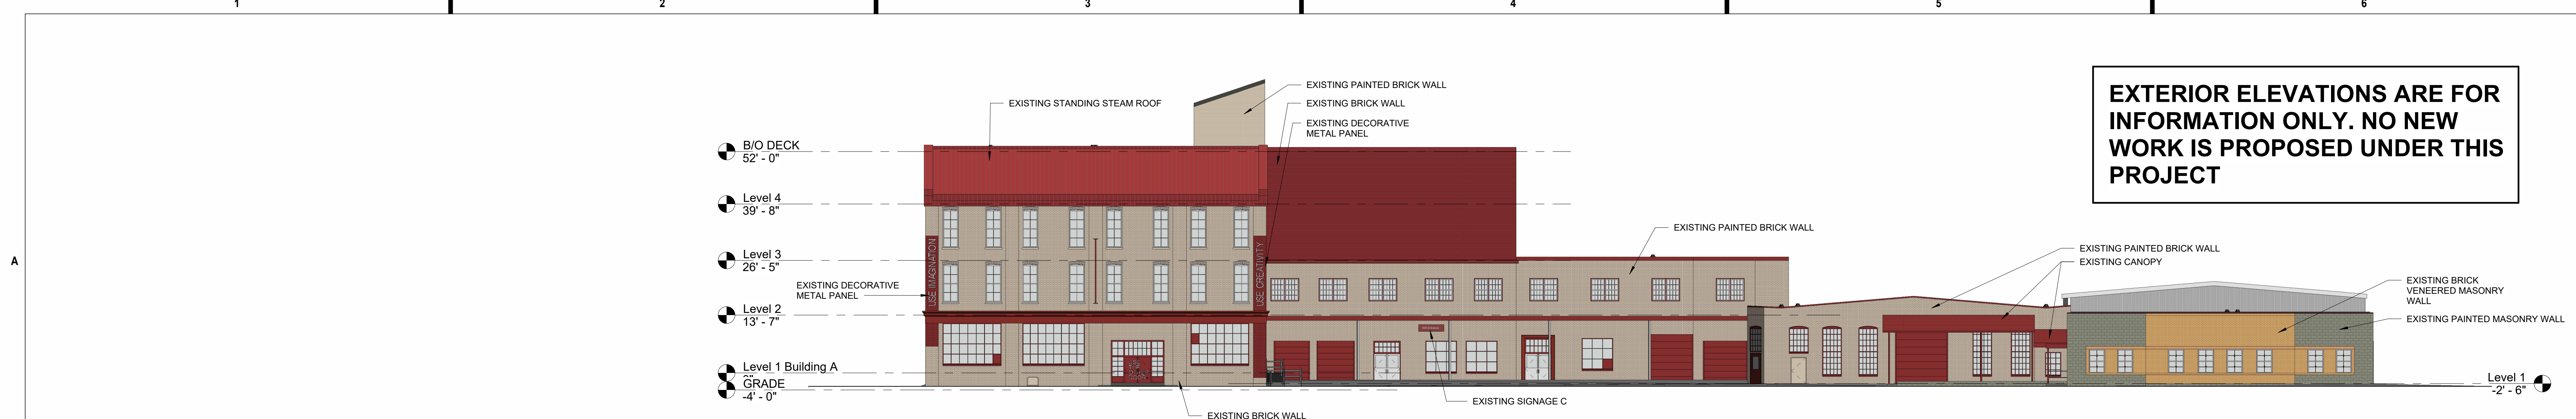 1 2 3 4 5 6
A
EXTERIOR ELEVATIONS ARE FOR
INFORMATION ONLY. NO NEW
WORK IS PROPOSED UNDER THIS
PROJECT
EXISTING STANDING STEAM ROOF
EXISTING PAINTED BRICK WALL
EXISTING BRICK WALL
EXISTING DECORATIVE
METAL PANEL
B/O DECK
52' - 0"
Level 4
39' - 8"
Level 3
26' - 5"
EXISTING DECORATIVE
METAL PANEL
Level 2
13' - 7"
Level 1 Building A
GRADE
-4' - 0"
USE IMAGINATION
USE CREATIVITY
EXISTING PAINTED BRICK WALL
EXISTING PAINTED BRICK WALL
EXISTING CANOPY
EXISTING BRICK
VENEERED MASONRY
WALL
EXISTING PAINTED MASONRY WALL
EXISTING SIGNAGE C
EXISTING BRICK WALL
Level 1
-2' - 6"